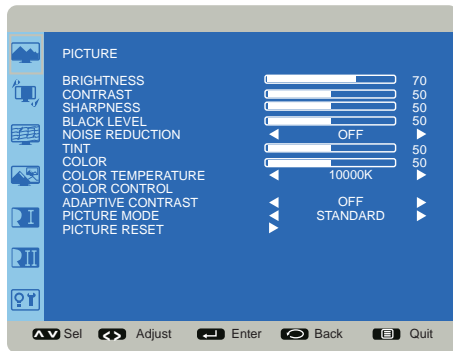 PICTURE
BRIGHTNESS 70
CONTRAST 50
SHARPNESS 50
BLACK LEVEL 50
NOISE REDUCTION OFF
TINT 50
COLOR 50
COLOR TEMPERATURE 10000K
COLOR CONTROL
ADAPTIVE CONTRAST OFF
PICTURE MODE STANDARD
PICTURE RESET
I
II
Sel Adjust Enter Back Quit